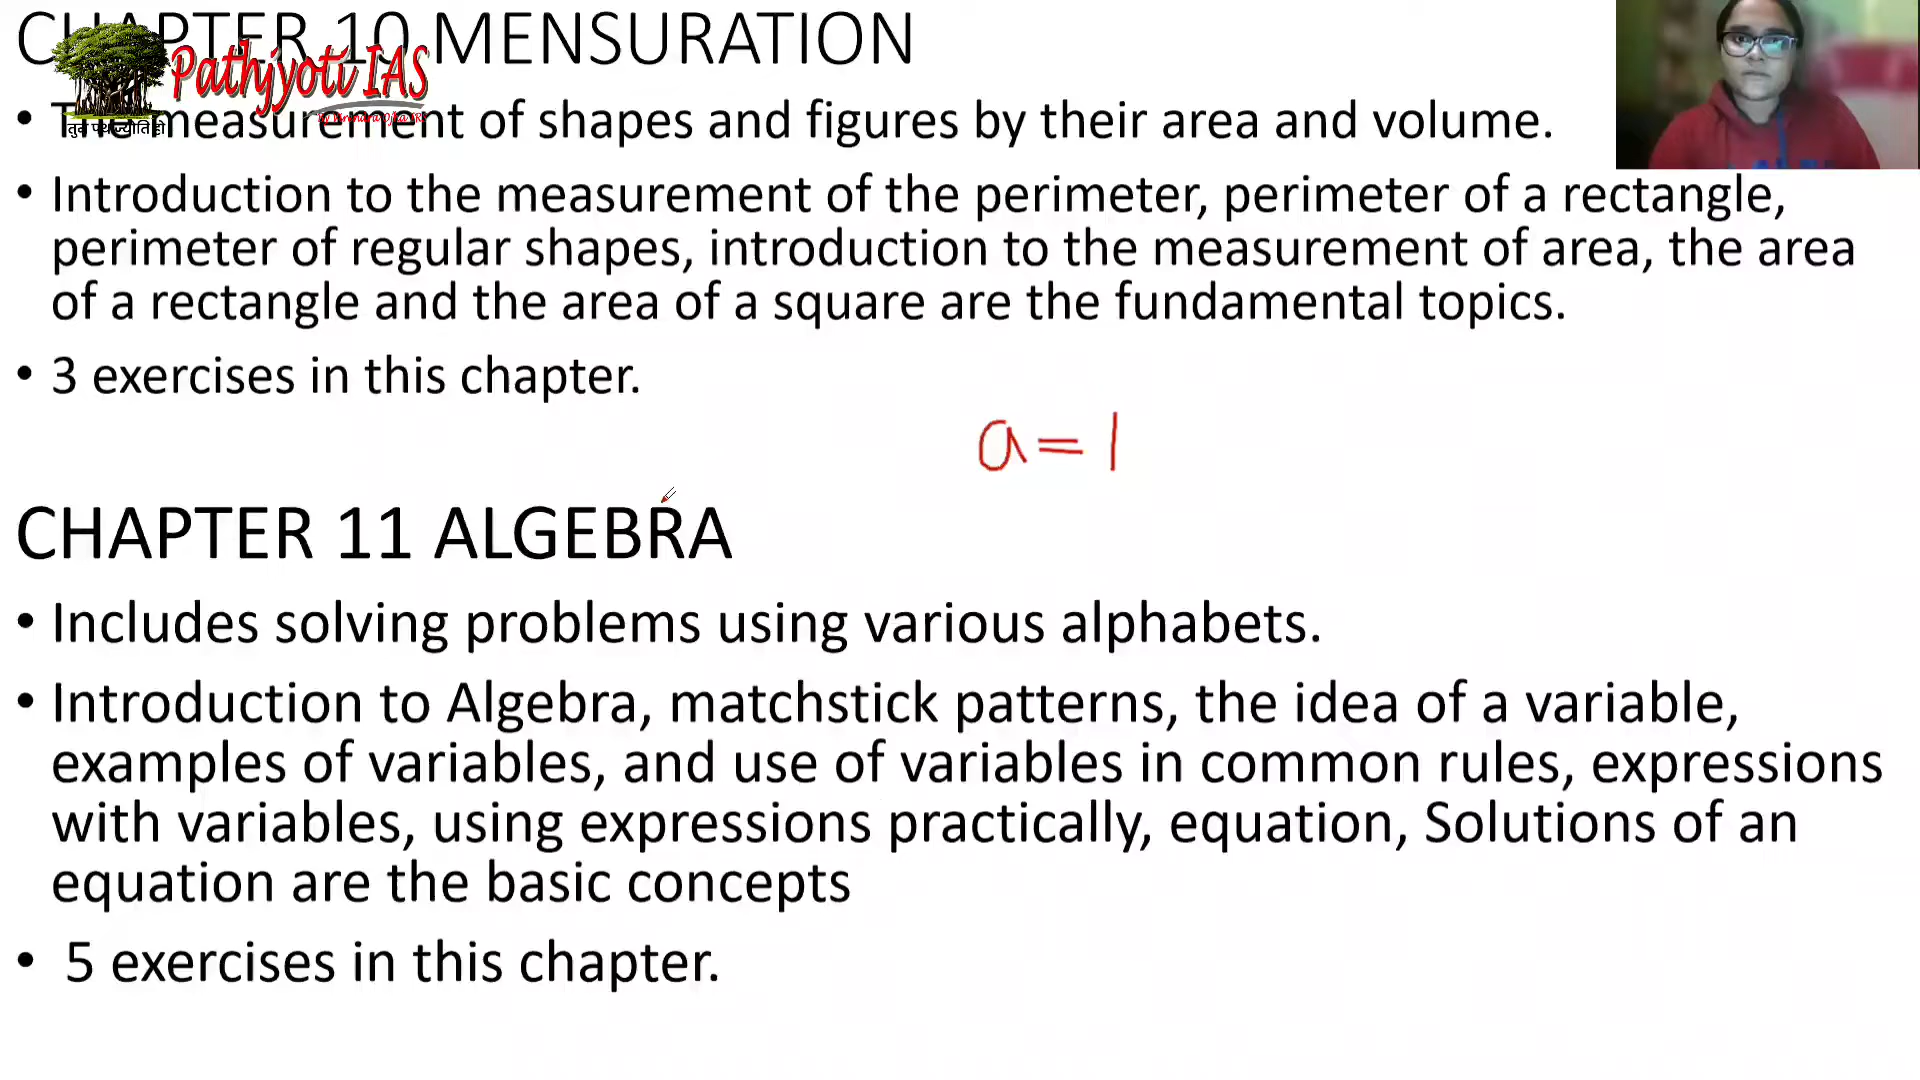 CHAPTER 10 MENSURATION
Pathjyoti IAS
• The measurement of shapes and figures by their area and volume.
• Introduction to the measurement of the perimeter, perimeter of a rectangle,
perimeter of regular shapes, introduction to the measurement of area, the area
of a rectangle and the area of a square are the fundamental topics.
• 3 exercises in this chapter.
a = 1
CHAPTER 11 ALGEBRA
• Includes solving problems using various alphabets.
• Introduction to Algebra, matchstick patterns, the idea of a variable,
examples of variables, and use of variables in common rules, expressions
with variables, using expressions practically, equation, Solutions of an
equation are the basic concepts
• 5 exercises in this chapter.